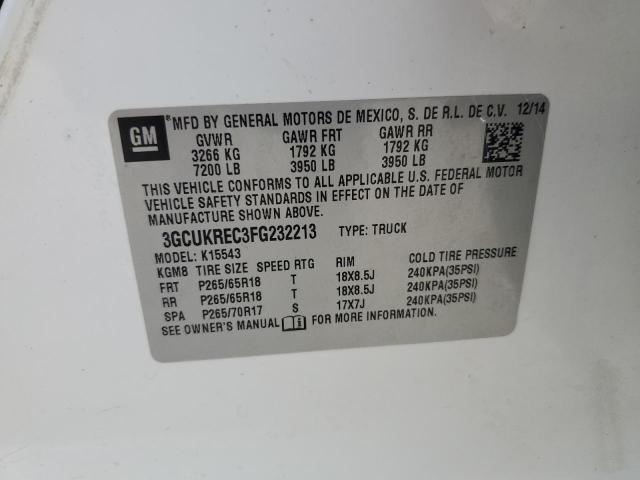 GM
® MFD BY GENERAL MOTORS DE MEXICO, S. DE R.L. DE C.V. 12/14
GVWR GAWR FRT GAWR RR
3266 KG 1792 KG 1792 KG
7200 LB 3950 LB 3950 LB
THIS VEHICLE CONFORMS TO ALL APPLICABLE U.S. FEDERAL MOTOR
VEHICLE SAFETY STANDARDS IN EFFECT ON THE DATE OF
MANUFACTURE SHOWN ABOVE.
3GCUKREC3FG232213 TYPE: TRUCK
MODEL: K15543
KGM8 TIRE SIZE SPEED RTG RIM COLD TIRE PRESSURE
FRT P265/65R18 T 18X8.5J 240KPA(35PSI)
RR P265/65R18 T 18X8.5J 240KPA(35PSI)
SPA P265/70R17 S 17X7J 240KPA(35PSI)
SEE OWNER'S MANUAL FOR MORE INFORMATION.